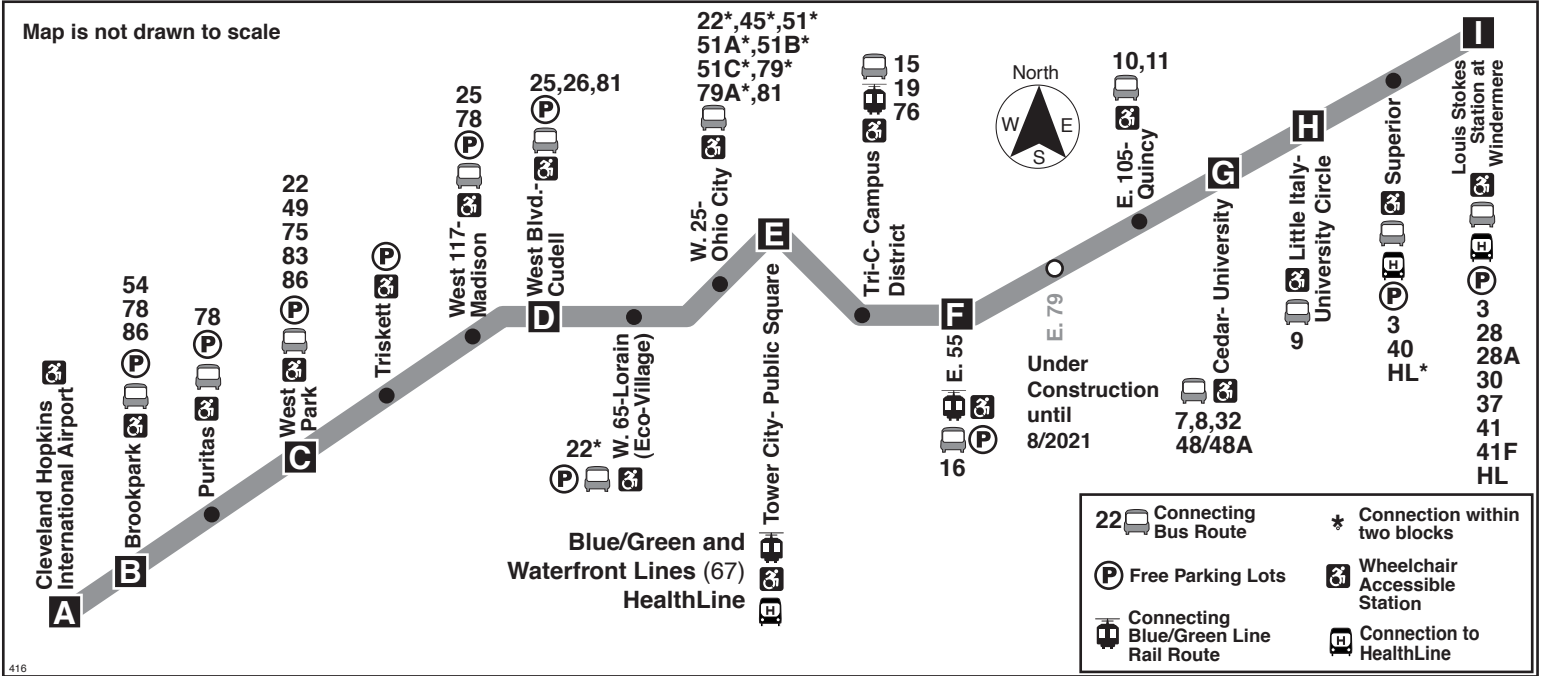 Map is not drawn to scale
Cleveland Hopkins
International Airport
A
54
78
86
P
Brookpark
B
78
P
Puritas
22
49
75
83
86
P
West
Park
C
P
Triskett
25
78
P
West 117-
Madison
25,26,81
P
West Blvd.-
Cudell
D
W. 65-Lorain
(Eco-Village)
22*
P
22*,45*,51*
51A*,51B*
51C*,79*
79A*,81
W. 25-
Ohio City
E
Tower City- Public Square
Blue/Green and
Waterfront Lines (67)
HealthLine
H
15
19
76
Tri-C- Campus
District
North
W
E
S
F
E. 55
P
16
E. 79
Under
Construction
until
8/2021
10,11
E. 105-
Quincy
G
Cedar- University
7,8,32
48/48A
H
Little Italy-
University Circle
9
Superior
H
P
3
40
HL*
I
Louis Stokes
Station at
Windermere
H
P
3
28
28A
30
37
41
41F
HL
22
Connecting
Bus Route
* Connection within
two blocks
P Free Parking Lots
Wheelchair
Accessible
Station
Connecting
Blue/Green Line
Rail Route
H Connection to
HealthLine
416